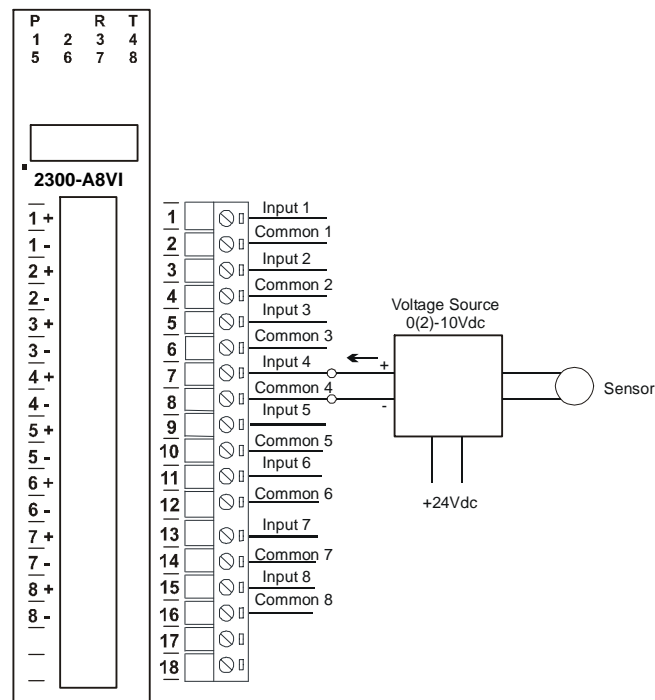 P R T
1 2 3 4
5 6 7 8
2300-A8VI
1 +
1 -
2 +
2 -
3 +
3 -
4 +
4 -
5 +
5 -
6 +
6 -
7 +
7 -
8 +
8 -
1 Input 1
2 Common 1
3 Input 2
4 Common 2
5 Input 3
6 Common 3
7 Input 4
8 Common 4
9 Input 5
10 Common 5
11 Input 6
12 Common 6
13 Input 7
14 Common 7
15 Input 8
16 Common 8
17
18
Voltage Source
0(2)-10Vdc
+
-
Sensor
+24Vdc